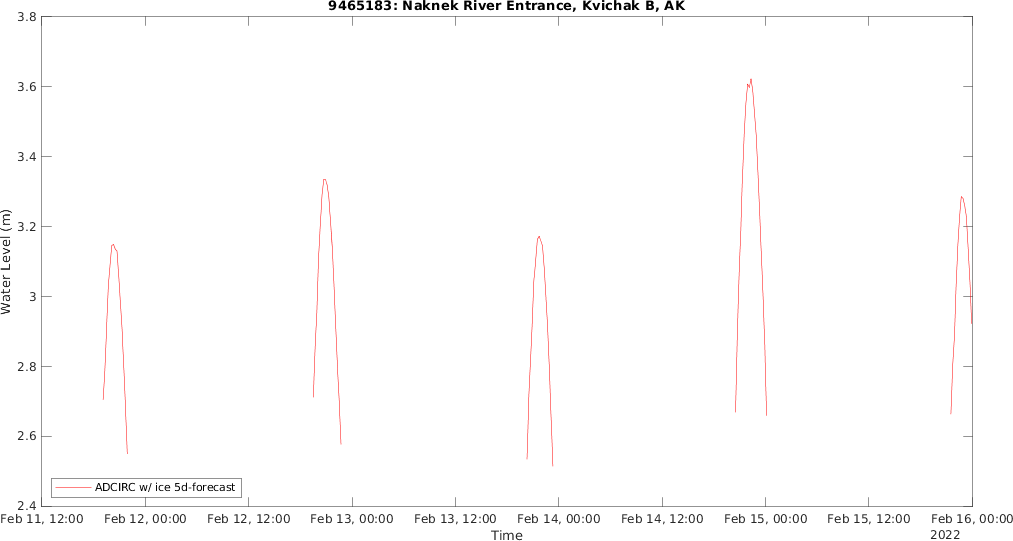 9465183: Naknek River Entrance, Kvichak B, AK
3.8
3.6
3.4
3.2
3
2.8
2.6
2.4
Water Level (m)
ADCIRC w/ ice 5d-forecast
Feb 11, 12:00 Feb 12, 00:00 Feb 12, 12:00 Feb 13, 00:00 Feb 13, 12:00 Feb 14, 00:00 Feb 14, 12:00 Feb 15, 00:00 Feb 15, 12:00 Feb 16, 00:00
Time
2022